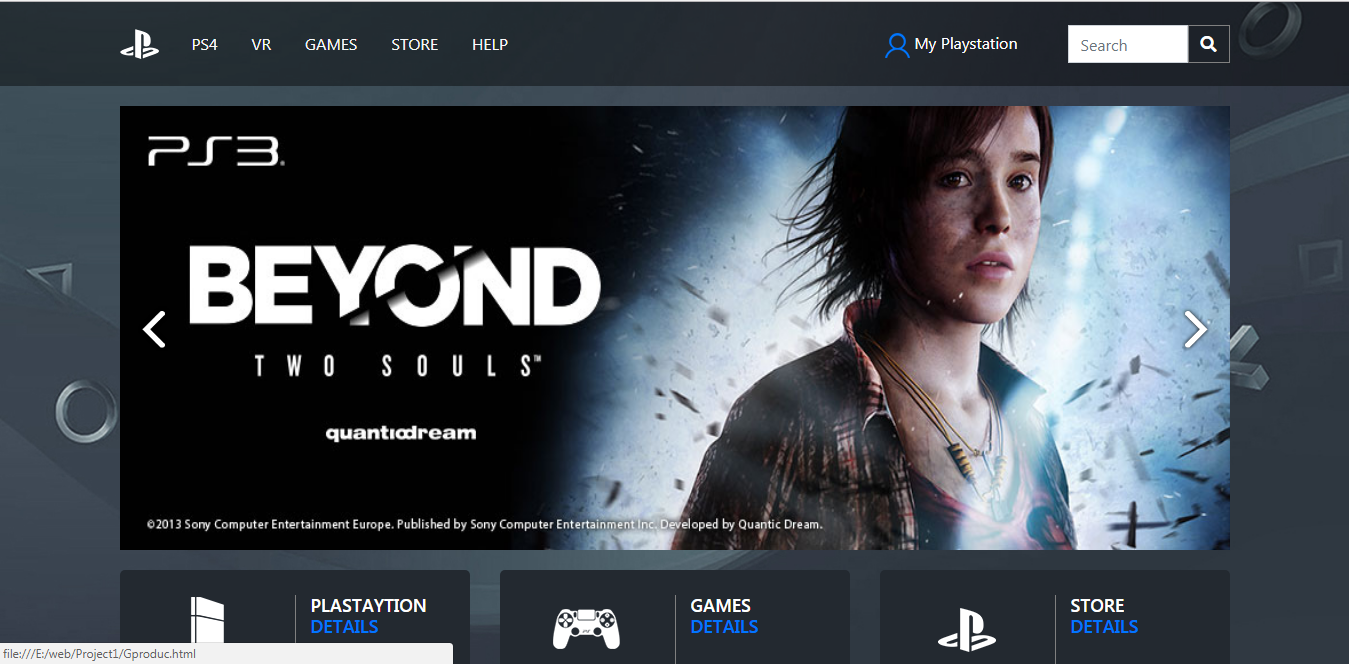 PS4 VR GAMES STORE HELP My Playstation Search
PS3
BEYOND
TWO SOULS™
quanticdream
©2013 Sony Computer Entertainment Europe. Published by Sony Computer Entertainment Inc. Developed by Quantic Dream.
PLASTAYTION
DETAILS
GAMES
DETAILS
STORE
DETAILS
file:///E:/web/Project1/Gproduc.html